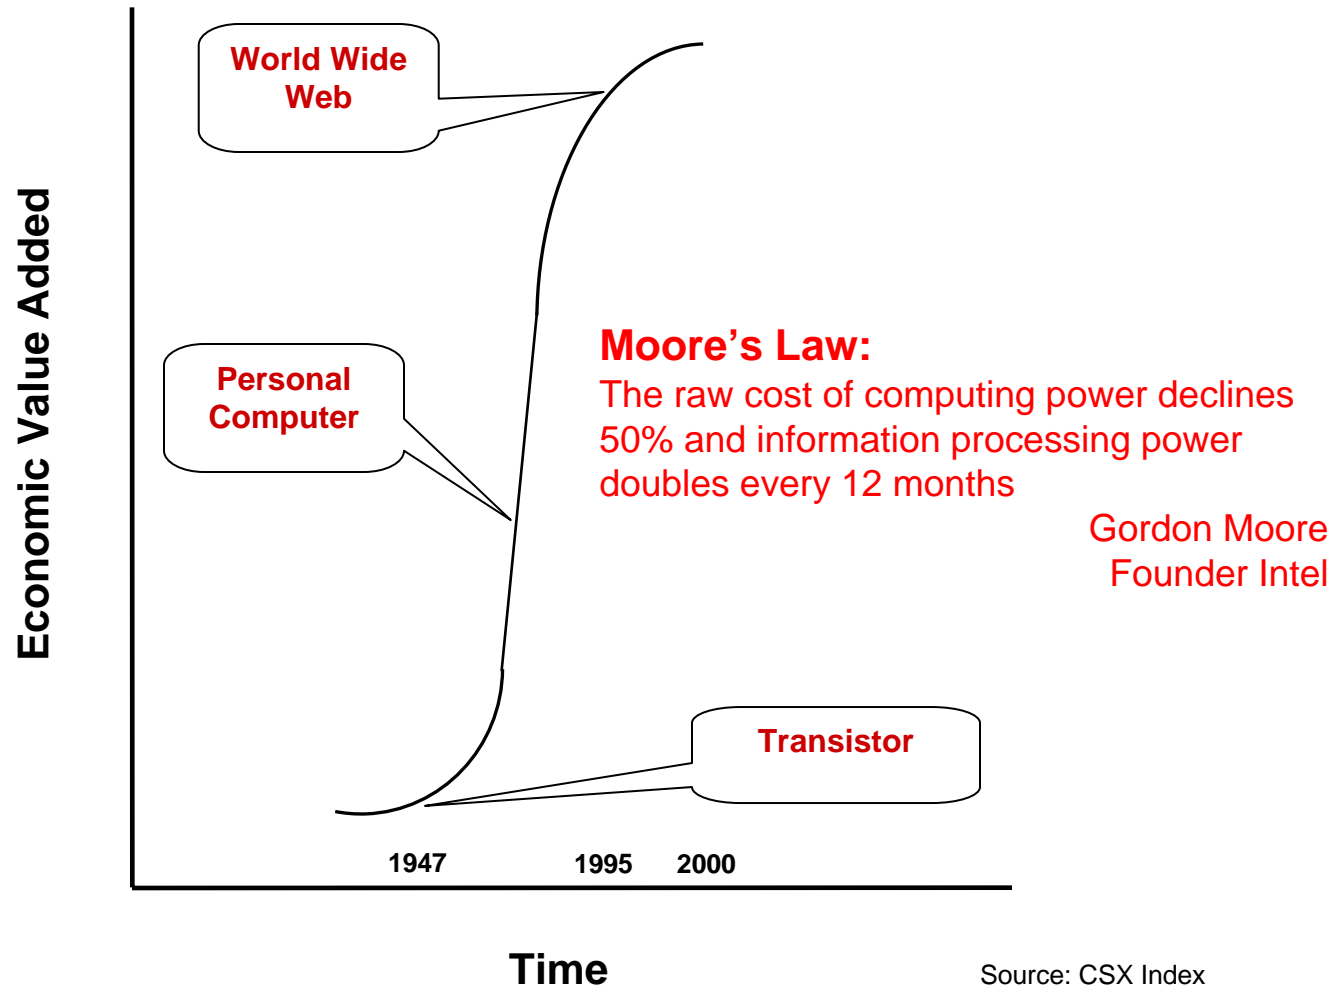 World Wide
Web
Economic Value Added
Personal
Computer
Moore’s Law:
The raw cost of computing power declines
50% and information processing power
doubles every 12 months
Gordon Moore
Founder Intel
Transistor
1947 1995 2000
Time
Source: CSX Index